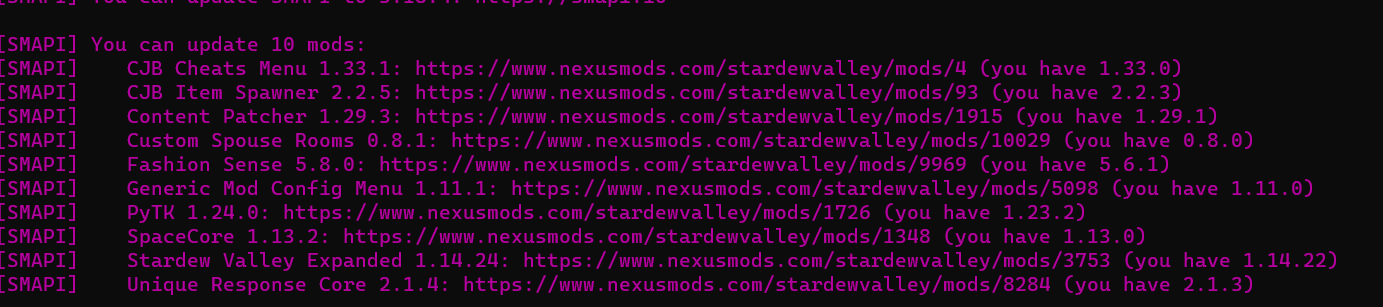 [SMAPI] You can update 10 mods:
[SMAPI] CJB Cheats Menu 1.33.1: https://www.nexusmods.com/stardewvalley/mods/4 (you have 1.33.0)
[SMAPI] CJB Item Spawner 2.2.5: https://www.nexusmods.com/stardewvalley/mods/93 (you have 2.2.3)
[SMAPI] Content Patcher 1.29.3: https://www.nexusmods.com/stardewvalley/mods/1915 (you have 1.29.1)
[SMAPI] Custom Spouse Rooms 0.8.1: https://www.nexusmods.com/stardewvalley/mods/10029 (you have 0.8.0)
[SMAPI] Fashion Sense 5.8.0: https://www.nexusmods.com/stardewvalley/mods/9969 (you have 5.6.1)
[SMAPI] Generic Mod Config Menu 1.11.1: https://www.nexusmods.com/stardewvalley/mods/5098 (you have 1.11.0)
[SMAPI] PyTK 1.24.0: https://www.nexusmods.com/stardewvalley/mods/1726 (you have 1.23.2)
[SMAPI] SpaceCore 1.13.2: https://www.nexusmods.com/stardewvalley/mods/1348 (you have 1.13.0)
[SMAPI] Stardew Valley Expanded 1.14.24: https://www.nexusmods.com/stardewvalley/mods/3753 (you have 1.14.22)
[SMAPI] Unique Response Core 2.1.4: https://www.nexusmods.com/stardewvalley/mods/8284 (you have 2.1.3)